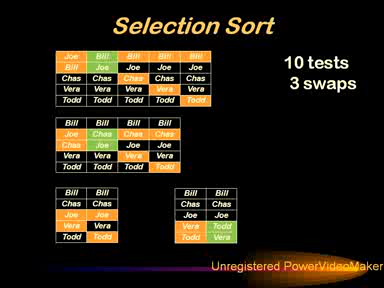 Selection Sort
Joe Bill Bill Bill Bill
Bill Joe Joe Joe Joe
Chas Chas Chas Chas Chas
Vera Vera Vera Vera Vera
Todd Todd Todd Todd Todd
10 tests
3 swaps
Bill Bill Bill Bill
Joe Chas Chas Chas
Chas Joe Joe Joe
Vera Vera Vera Vera
Todd Todd Todd Todd
Bill Bill
Chas Chas
Joe Joe
Vera Vera
Todd Todd
Bill Bill
Chas Chas
Joe Joe
Vera Todd
Todd Vera
Unregistered PowerVideoMaker